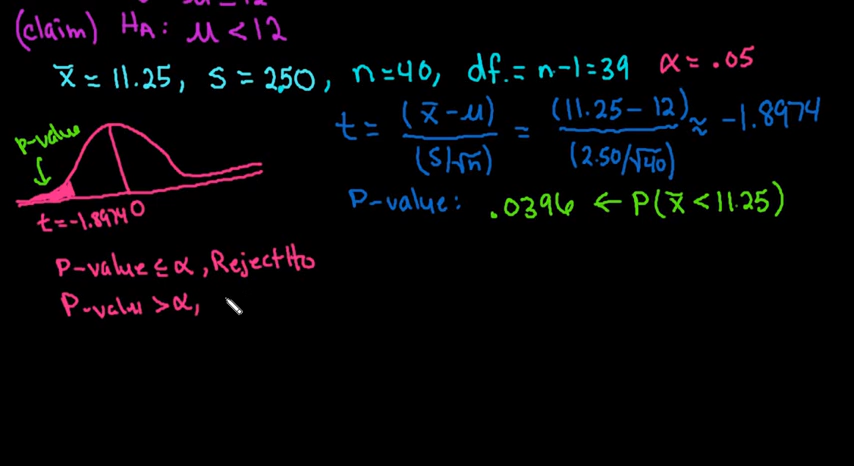 (claim) HA: μ < 12
x̄ = 11.25, S = 250, n = 40, df. = n-1 = 39 α = .05
t = (x̄ - μ) / (S/√n) = (11.25 - 12) / (2.50/√40) ≈ -1.8974
p-value
t = -1.8974 0
P-value: .0396 ← P(x̄ < 11.25)
P-value ≤ α, Reject Ho
P-value > α,